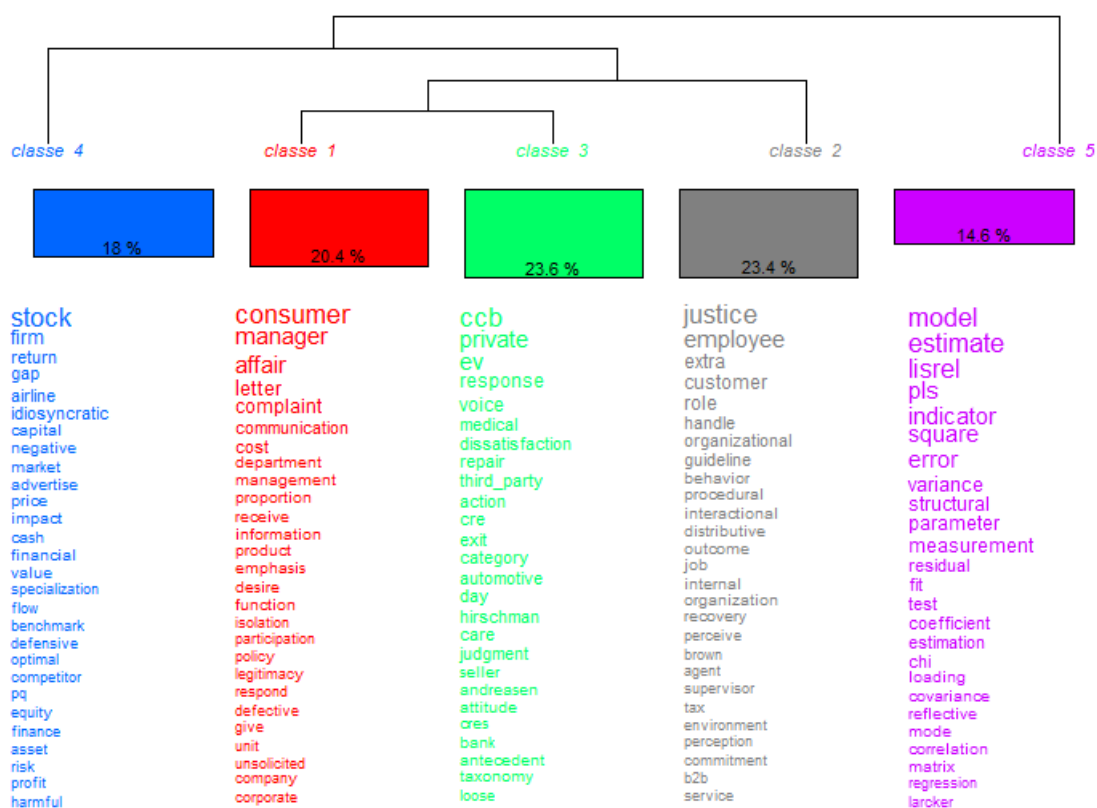 classe 4
classe 1
classe 3
classe 2
classe 5
18 %
20.4 %
23.6 %
23.4 %
14.6 %
stock
firm
return
gap
airline
idiosyncratic
capital
negative
market
advertise
price
impact
cash
financial
value
specialization
flow
benchmark
defensive
optimal
competitor
pq
equity
finance
asset
risk
profit
harmful
consumer
manager
affair
letter
complaint
communication
cost
department
management
proportion
receive
information
product
emphasis
desire
function
isolation
participation
policy
legitimacy
respond
defective
give
unit
unsolicited
company
corporate
ccb
private
ev
response
voice
medical
dissatisfaction
repair
third_party
action
cre
exit
category
automotive
day
hirschman
care
judgment
seller
andreasen
attitude
cres
bank
antecedent
taxonomy
loose
justice
employee
extra
customer
role
handle
organizational
guideline
behavior
procedural
interactional
distributive
outcome
job
internal
organization
recovery
perceive
brown
agent
supervisor
tax
environment
perception
commitment
b2b
service
model
estimate
lisrel
pls
indicator
square
error
variance
structural
parameter
measurement
residual
fit
test
coefficient
estimation
chi
loading
covariance
reflective
mode
correlation
matrix
regression
larcker